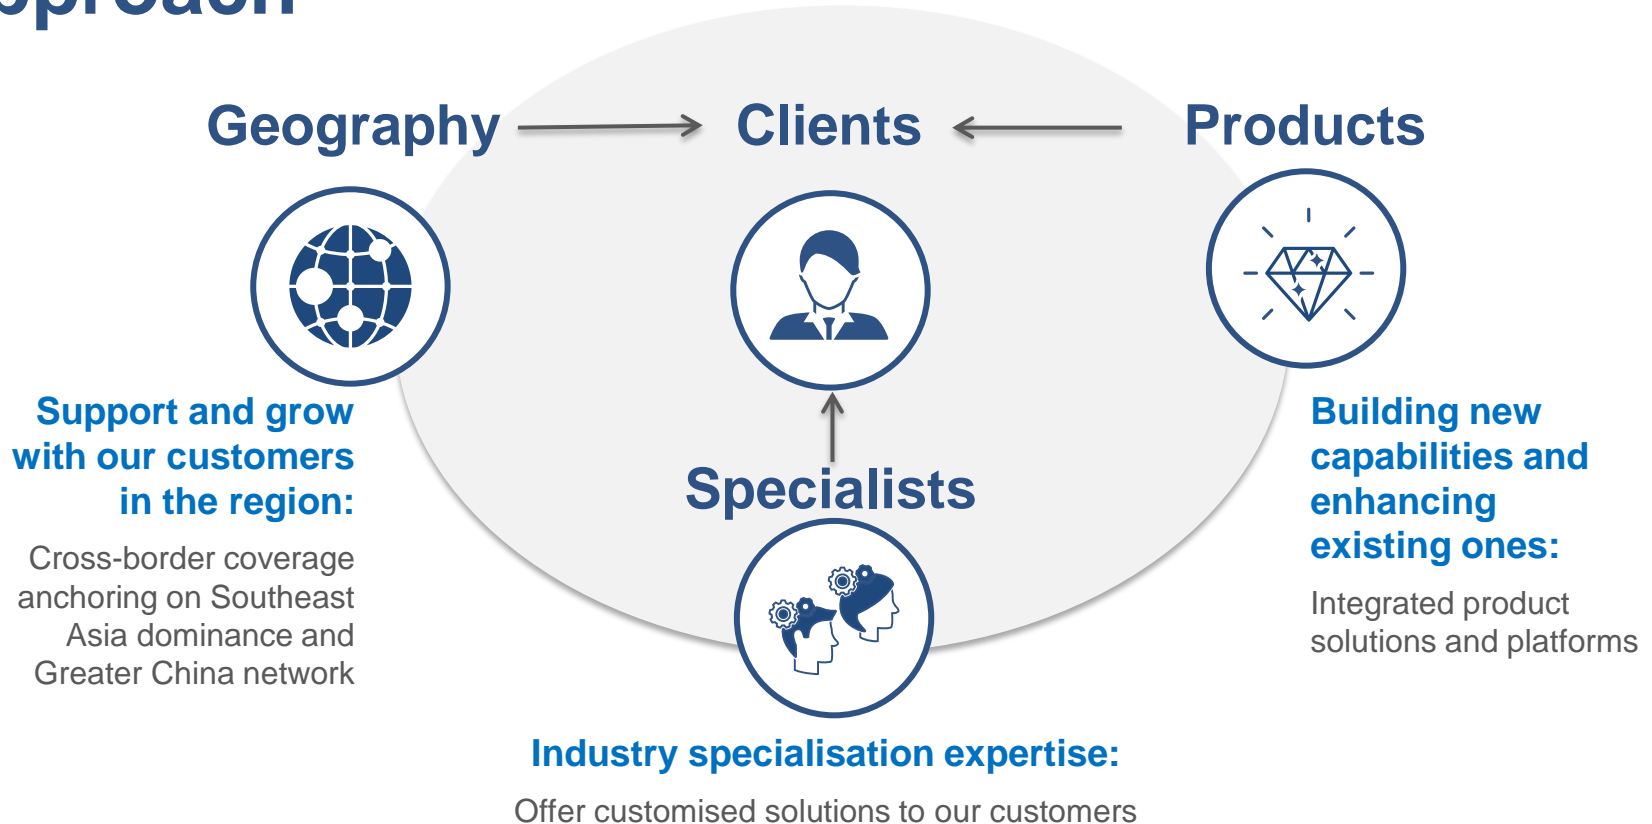 Geography
Clients
Products
Support and grow
with our customers
in the region:
Cross-border coverage
anchoring on Southeast
Asia dominance and
Greater China network
Specialists
Industry specialisation expertise:
Offer customised solutions to our customers
Building new
capabilities and
enhancing
existing ones:
Integrated product
solutions and platforms